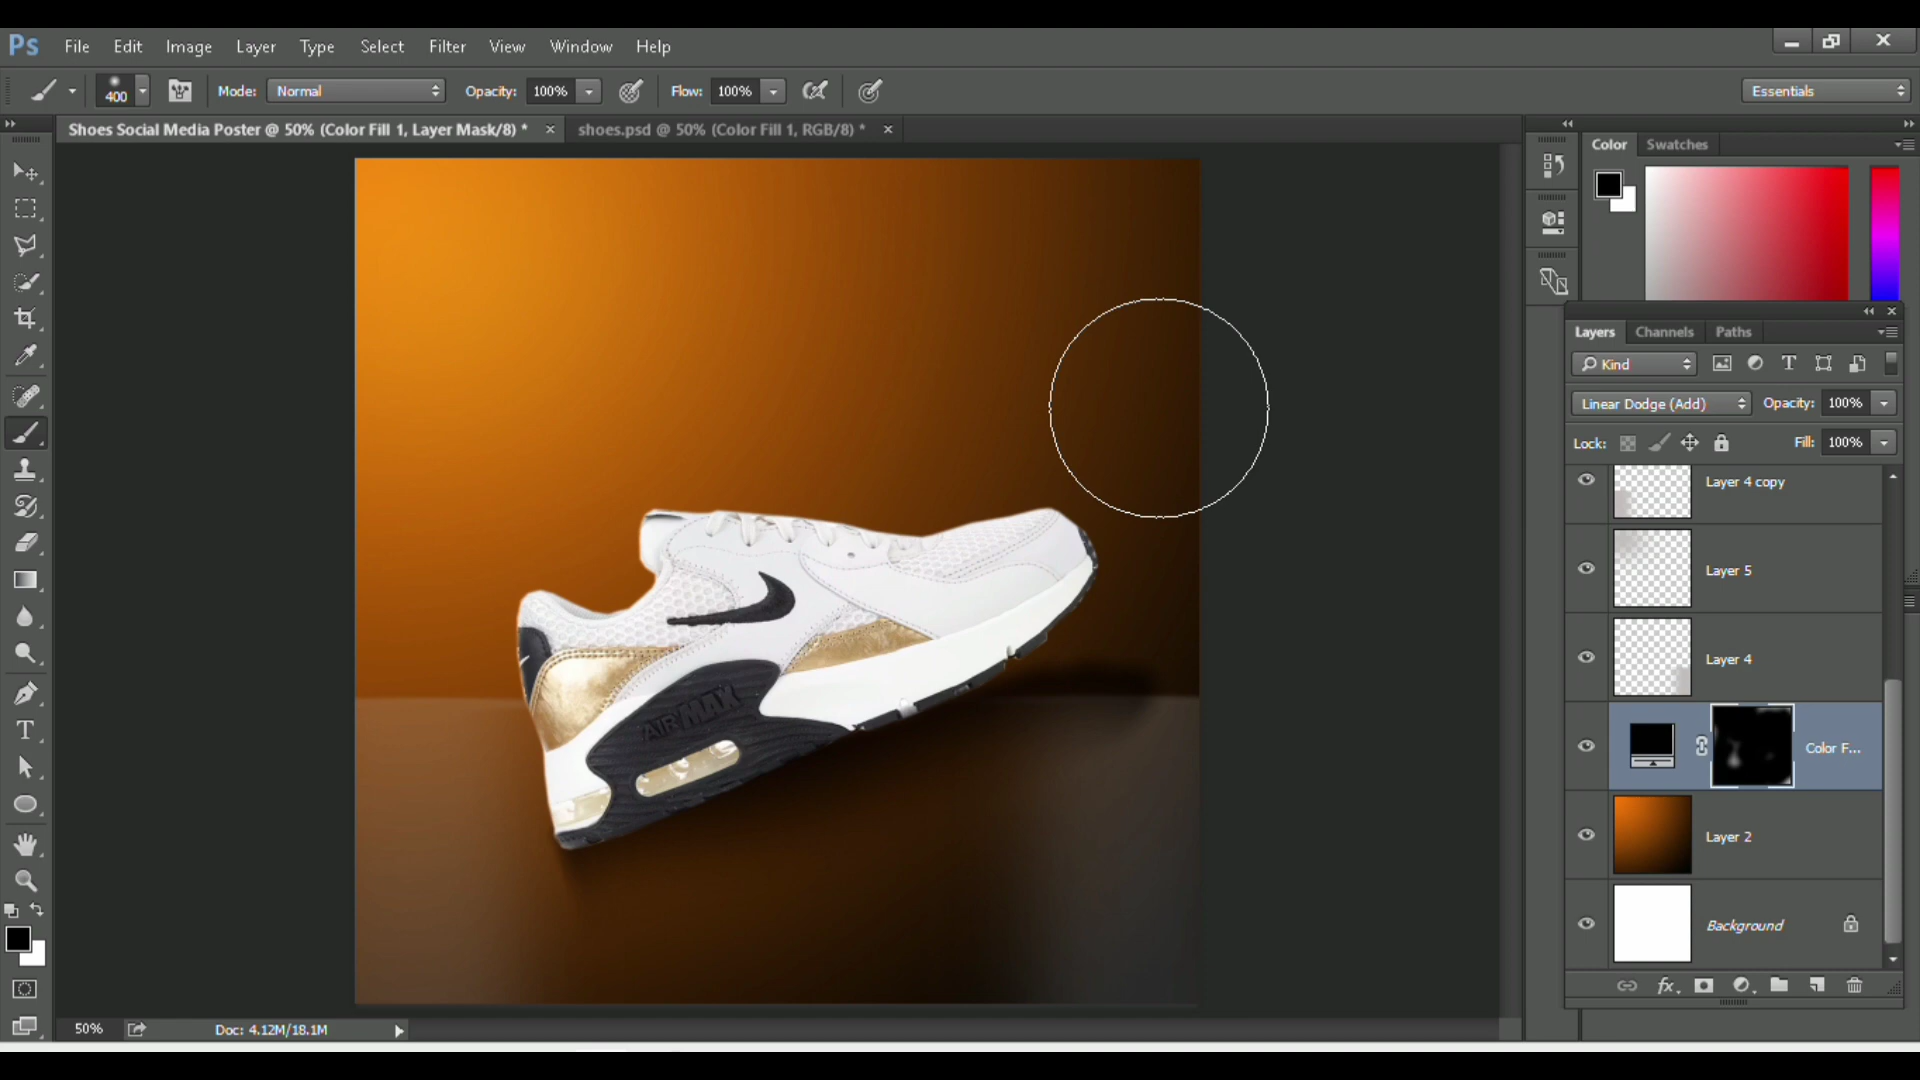 Ps File Edit Image Layer Type Select Filter View Window Help
400 Mode: Normal Opacity: 100% Flow: 100% Essentials
Shoes Social Media Poster @ 50% (Color Fill 1, Layer Mask/8) * × shoes.psd @ 50% (Color Fill 1, RGB/8) * ×
Color Swatches
Layers Channels Paths
Kind
Linear Dodge (Add) Opacity: 100%
Lock: Fill: 100%
Layer 4 copy
Layer 5
Layer 4
Color F...
Layer 2
Background
AIR MAX
50% Doc: 4.12M/18.1M